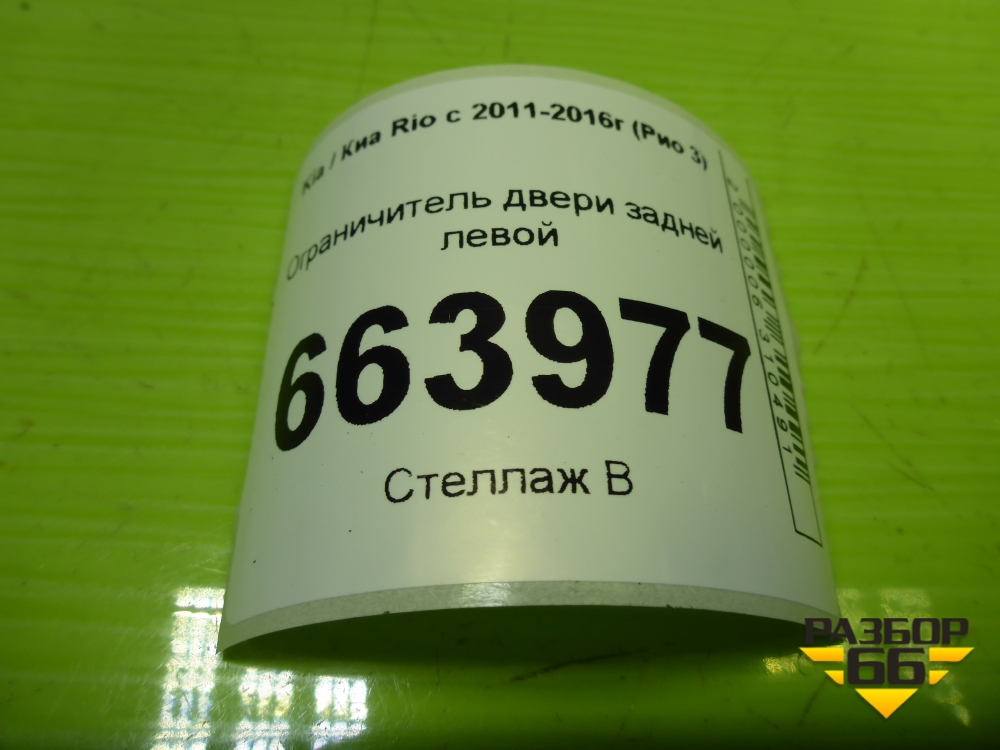 Kia / Киа Rio с 2011-2016г (Рио 3)
Ограничитель двери задней
левой
663977
Стеллаж В
РАЗБОР
66